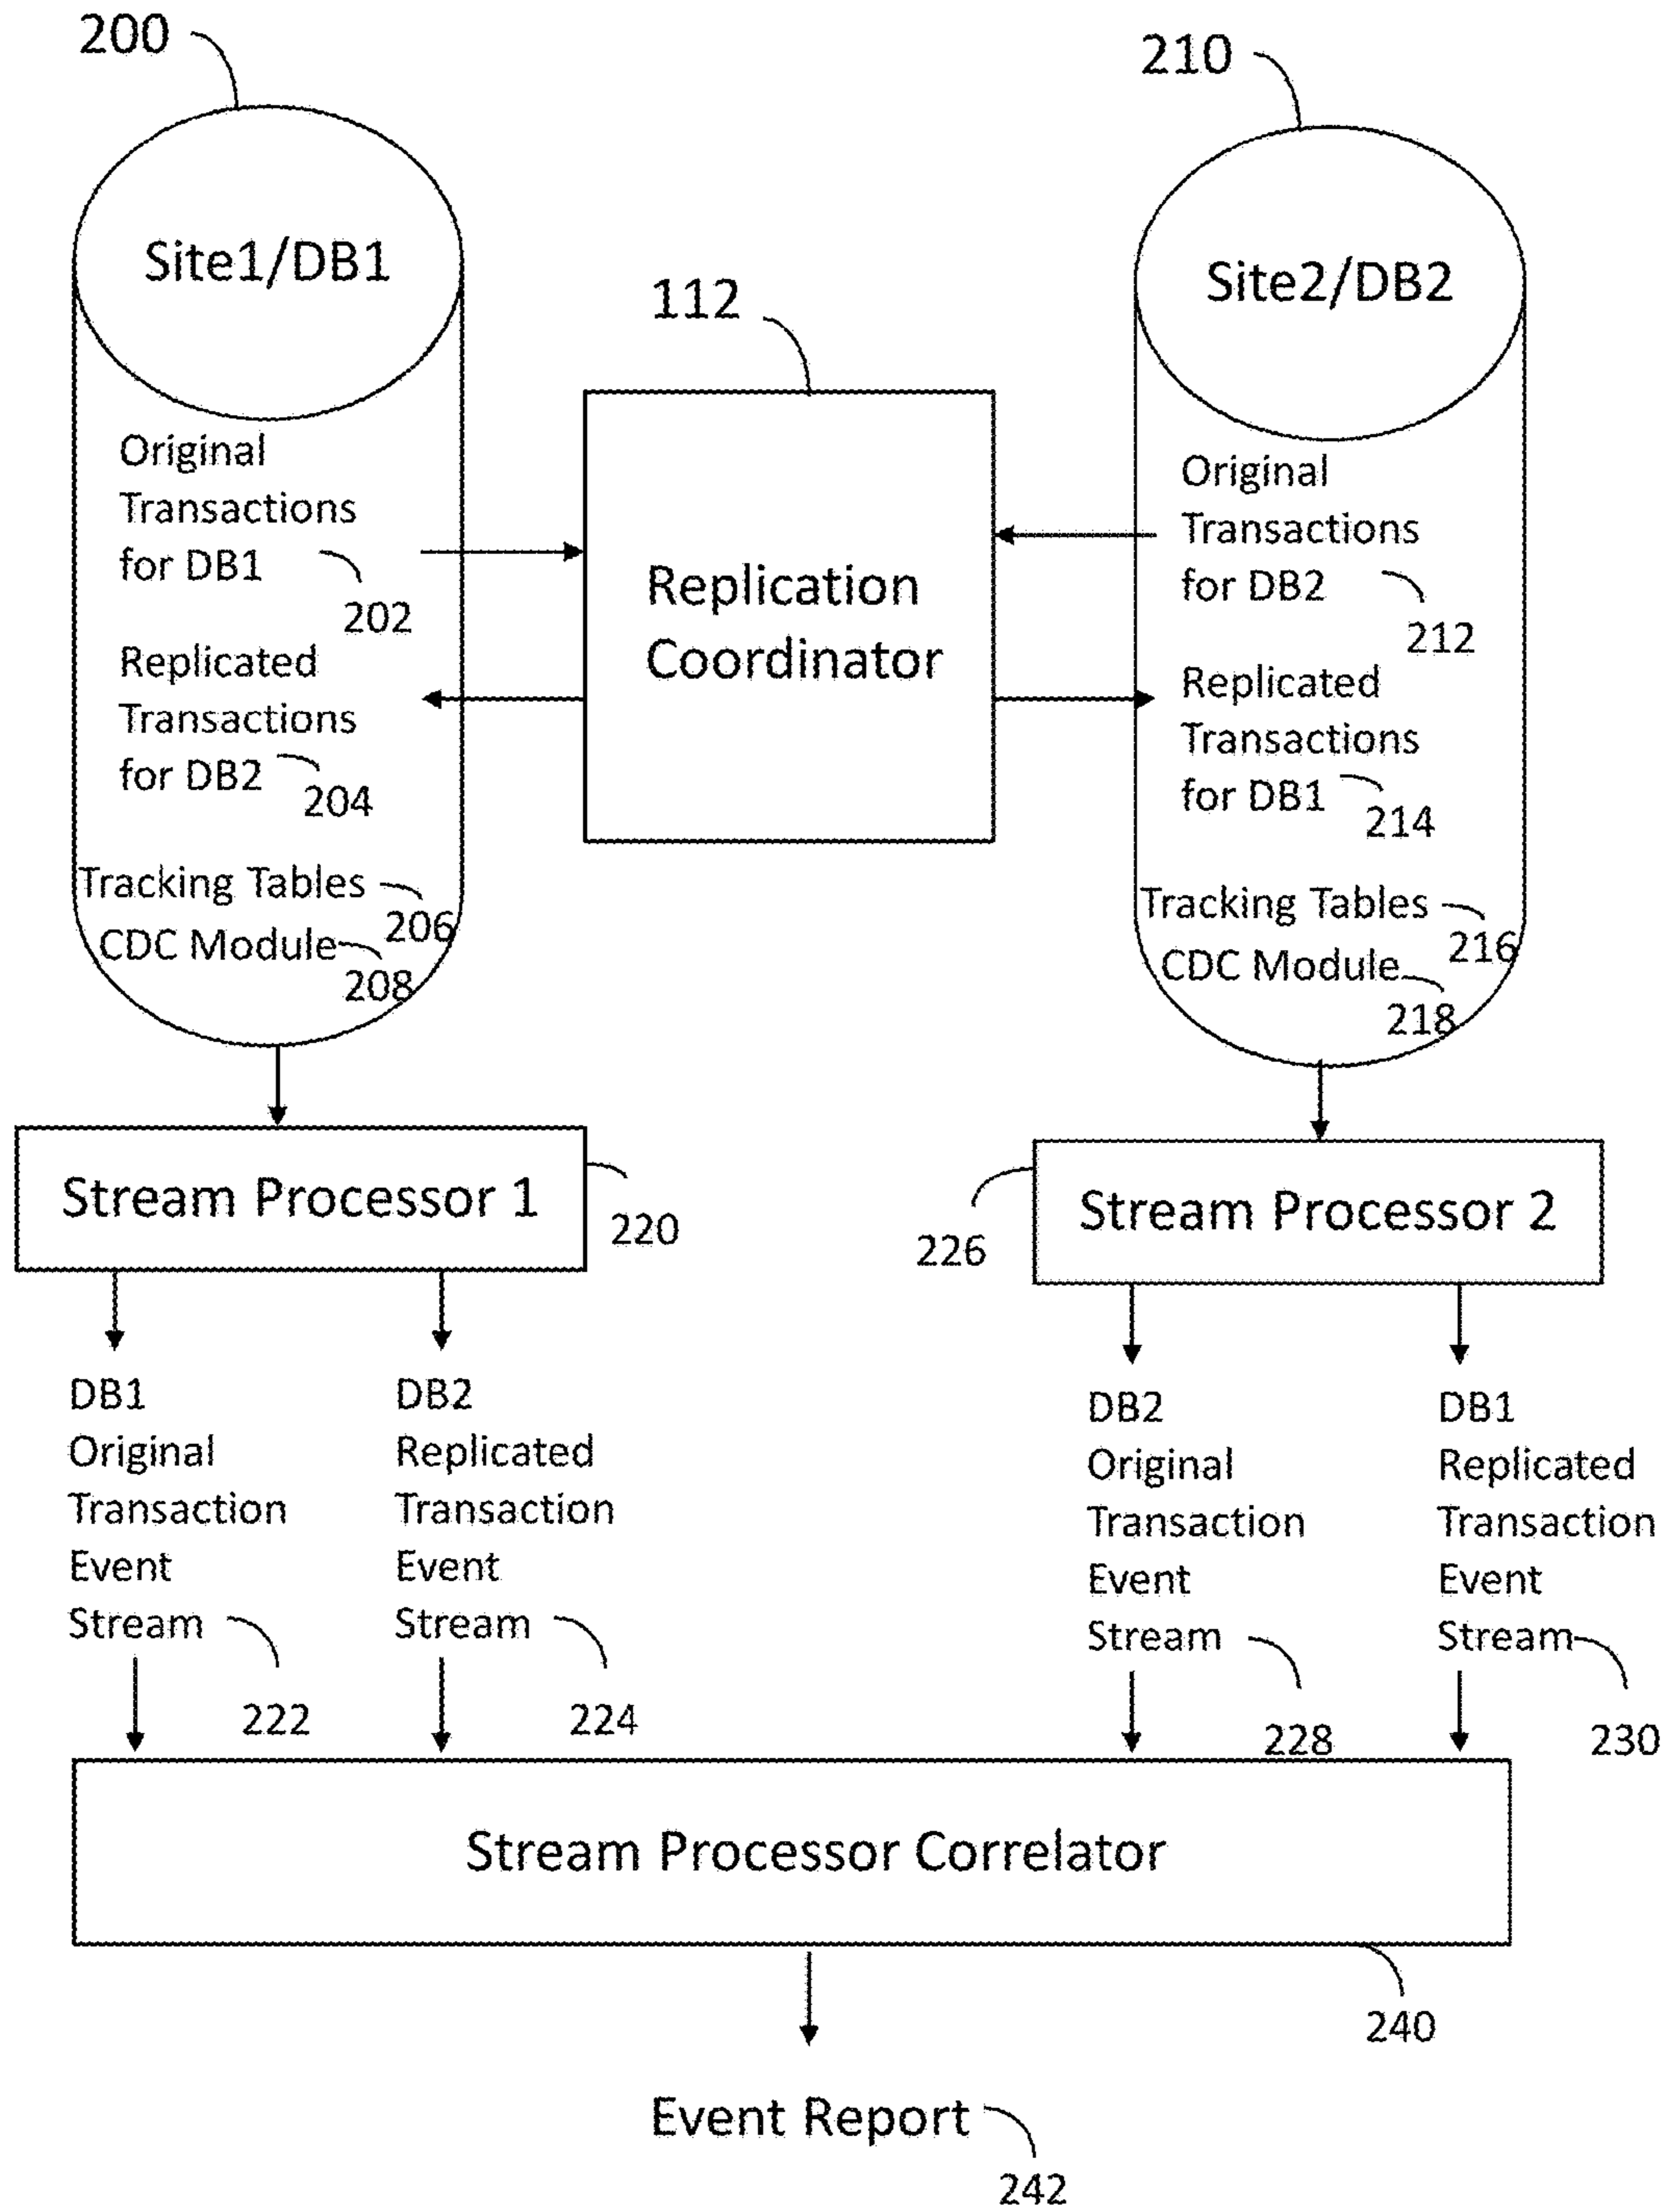 200
210
Site1/DB1
Site2/DB2
112
Original
Transactions
for DB1
202
Replicated
Transactions
for DB2
204
Tracking Tables
206
CDC Module
208
Replication
Coordinator
Original
Transactions
for DB2
212
Replicated
Transactions
for DB1
214
Tracking Tables
216
CDC Module
218
Stream Processor 1
220
226
Stream Processor 2
DB1
Original
Transaction
Event
Stream
222
DB2
Replicated
Transaction
Event
Stream
224
DB2
Original
Transaction
Event
Stream
228
DB1
Replicated
Transaction
Event
Stream
230
Stream Processor Correlator
240
Event Report
242